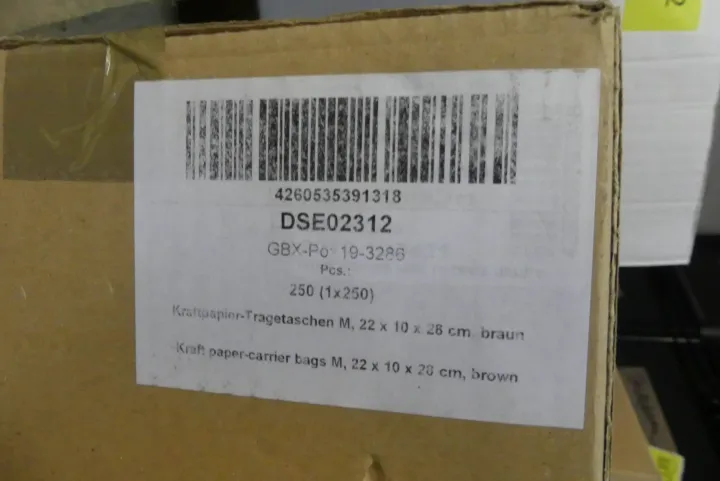 4260535391318
DSE02312
GBX-Po: 19-3286
Pcs.:
250 (1x250)
Kraftpapier-Tragetaschen M, 22 x 10 x 28 cm, braun
Kraft paper-carrier bags M, 22 x 10 x 28 cm, brown